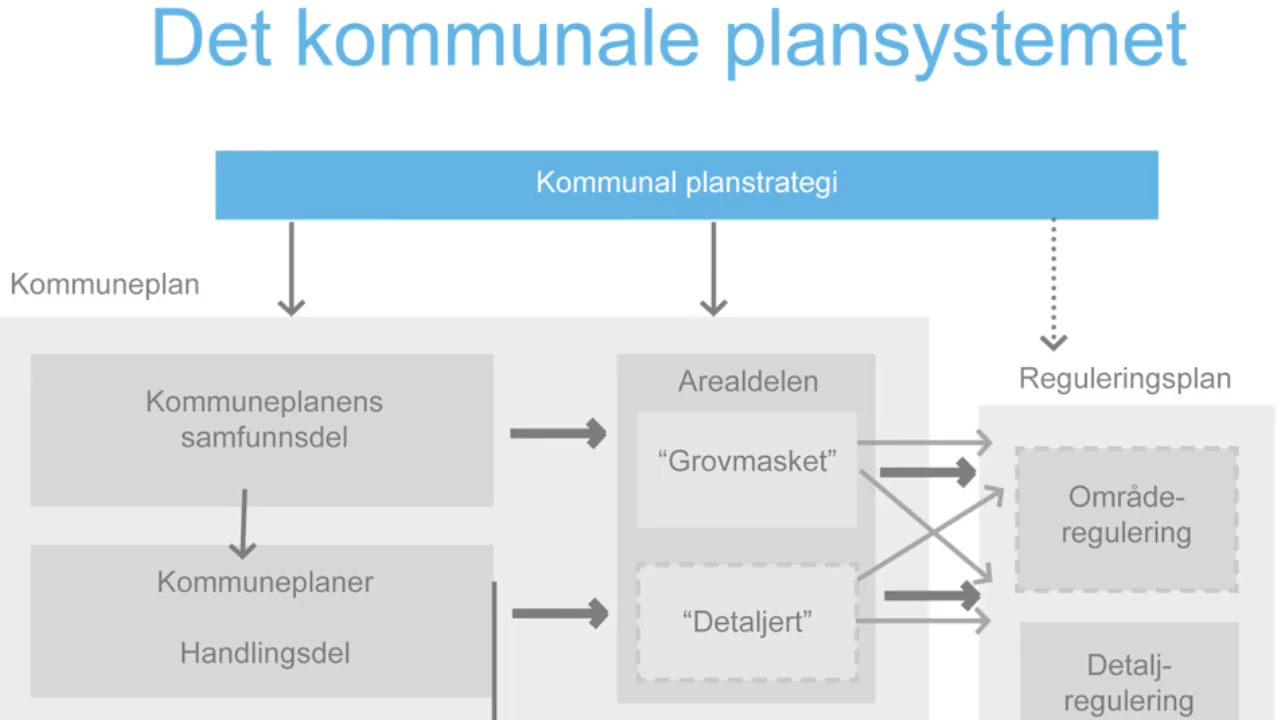 Det kommunale plansystemet
Kommunal planstrategi
Kommuneplan
Kommuneplanens
samfunnsdel
Kommuneplaner
Handlingsdel
Arealdelen
“Grovmasket”
“Detaljert”
Reguleringsplan
Område-
regulering
Detalj-
regulering